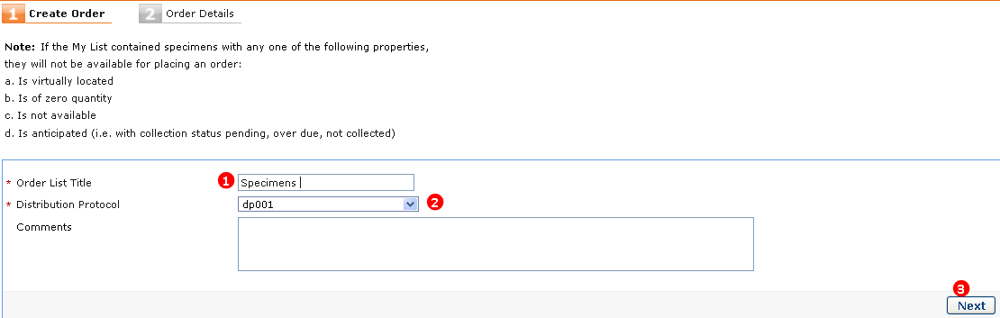 1 Create Order 2 Order Details
Note: If the My List contained specimens with any one of the following properties,
they will not be available for placing an order:
a. Is virtually located
b. Is of zero quantity
c. Is not available
d. Is anticipated (i.e. with collection status pending, over due, not collected)
* Order List Title 1 Specimens
* Distribution Protocol dp001 2
Comments
3
Next